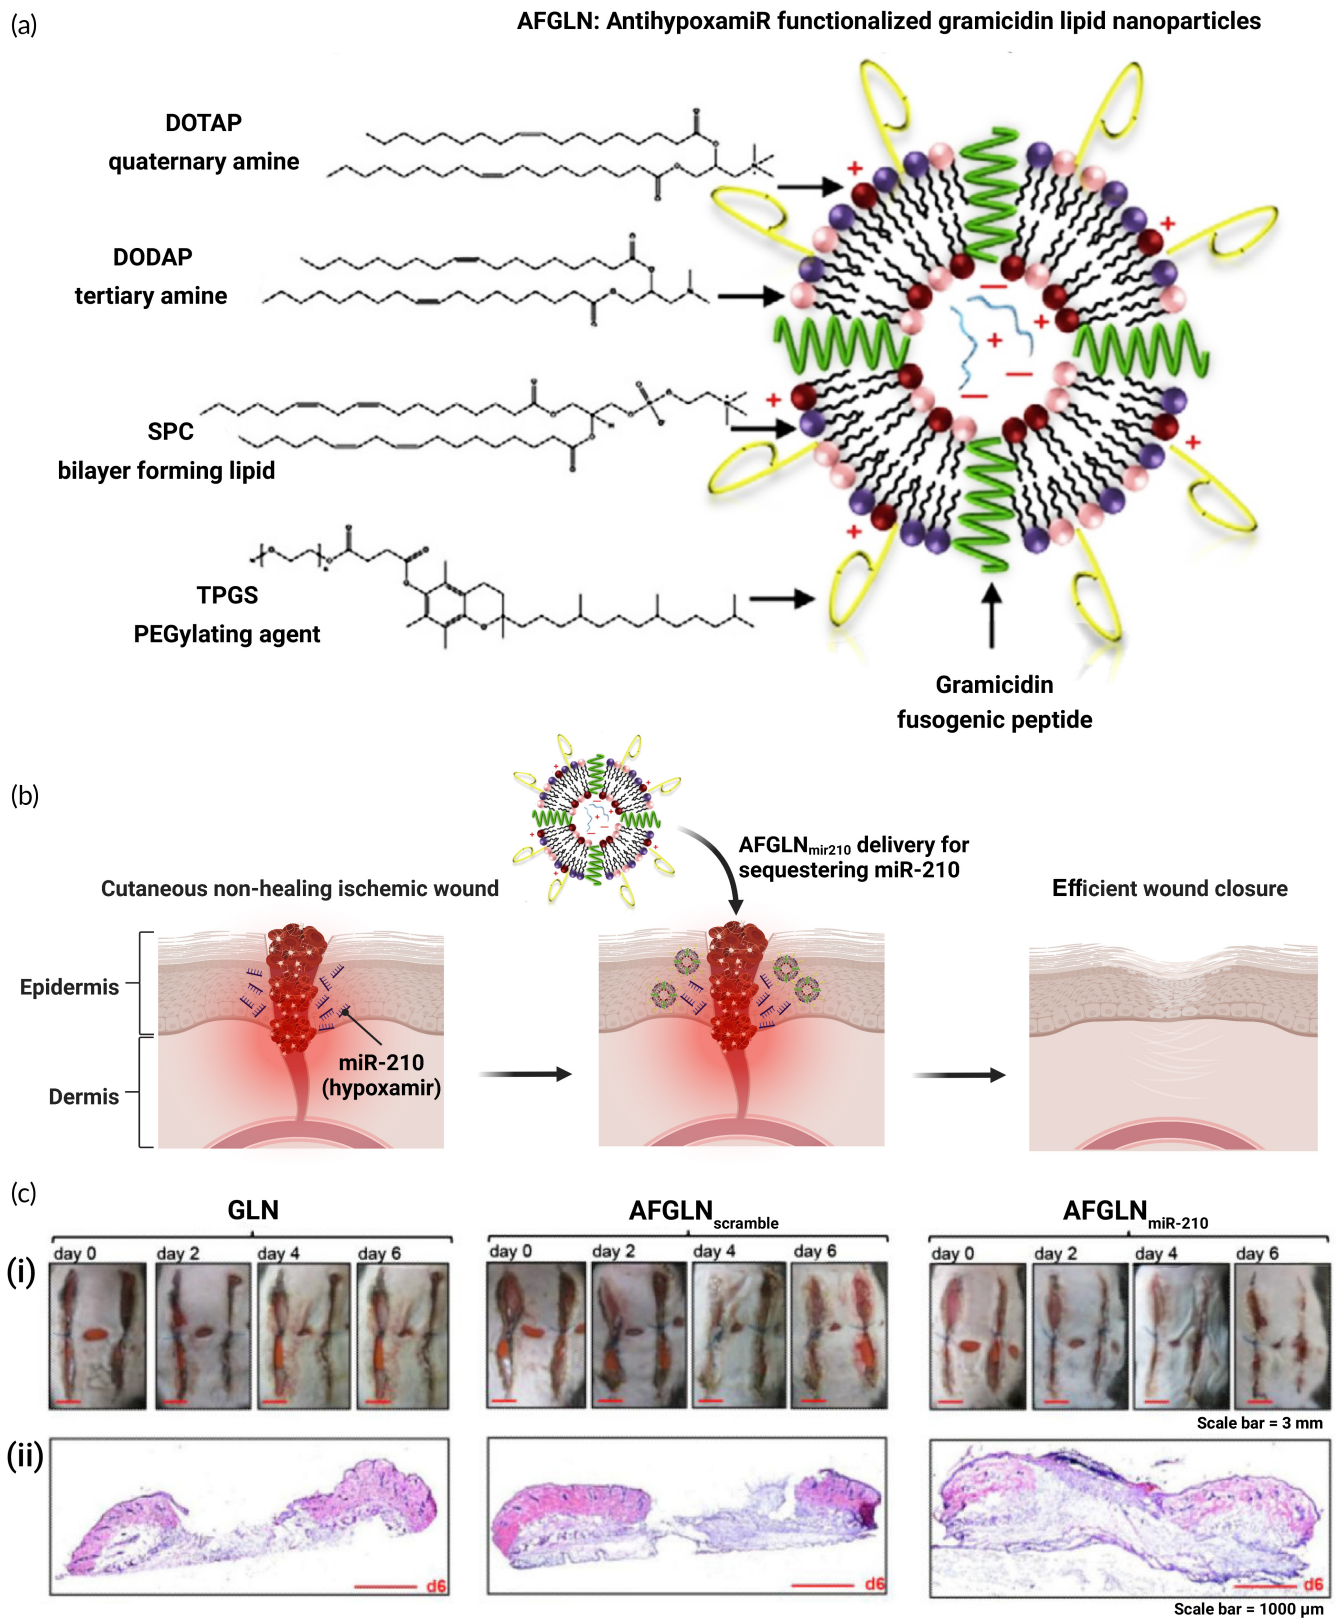 (a)
AFGLN: AntihypoxamiR functionalized gramicidin lipid nanoparticles
DOTAP
quaternary amine
DODAP
tertiary amine
SPC
bilayer forming lipid
TPGS
PEGylating agent
Gramicidin
fusogenic peptide
(b)
AFGLNmir210 delivery for
sequestering miR-210
Cutaneous non-healing ischemic wound
Efficient wound closure
Epidermis
Dermis
miR-210
(hypoxamir)
(c)
GLN
AFGLNscramble
AFGLNmiR-210
day 0 day 2 day 4 day 6
day 0 day 2 day 4 day 6
day 0 day 2 day 4 day 6
(i)
Scale bar = 3 mm
(ii)
d6
d6
d6
Scale bar = 1000 µm